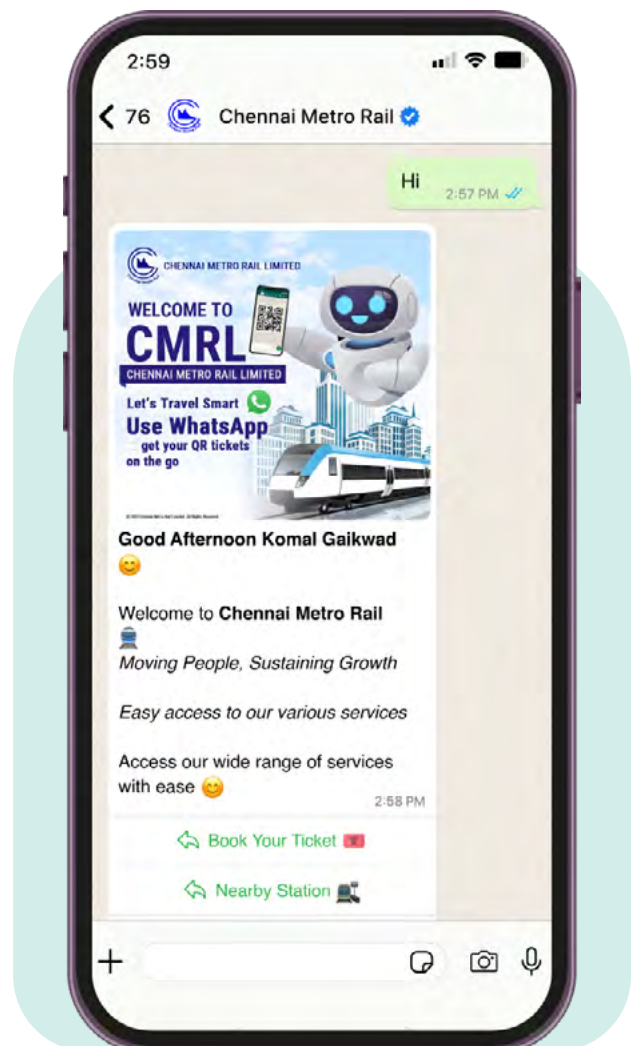 2:59
76 Chennai Metro Rail
Hi
2:57 PM
CHENNAI METRO RAIL LIMITED
WELCOME TO
CMRL
CHENNAI METRO RAIL LIMITED
Let's Travel Smart
Use WhatsApp
get your QR tickets
on the go
Good Afternoon Komal Gaikwad
😊
Welcome to Chennai Metro Rail
🚆
Moving People, Sustaining Growth
Easy access to our various services
Access our wide range of services
with ease 😊
2:58 PM
Book Your Ticket 🎟️
Nearby Station 🚉